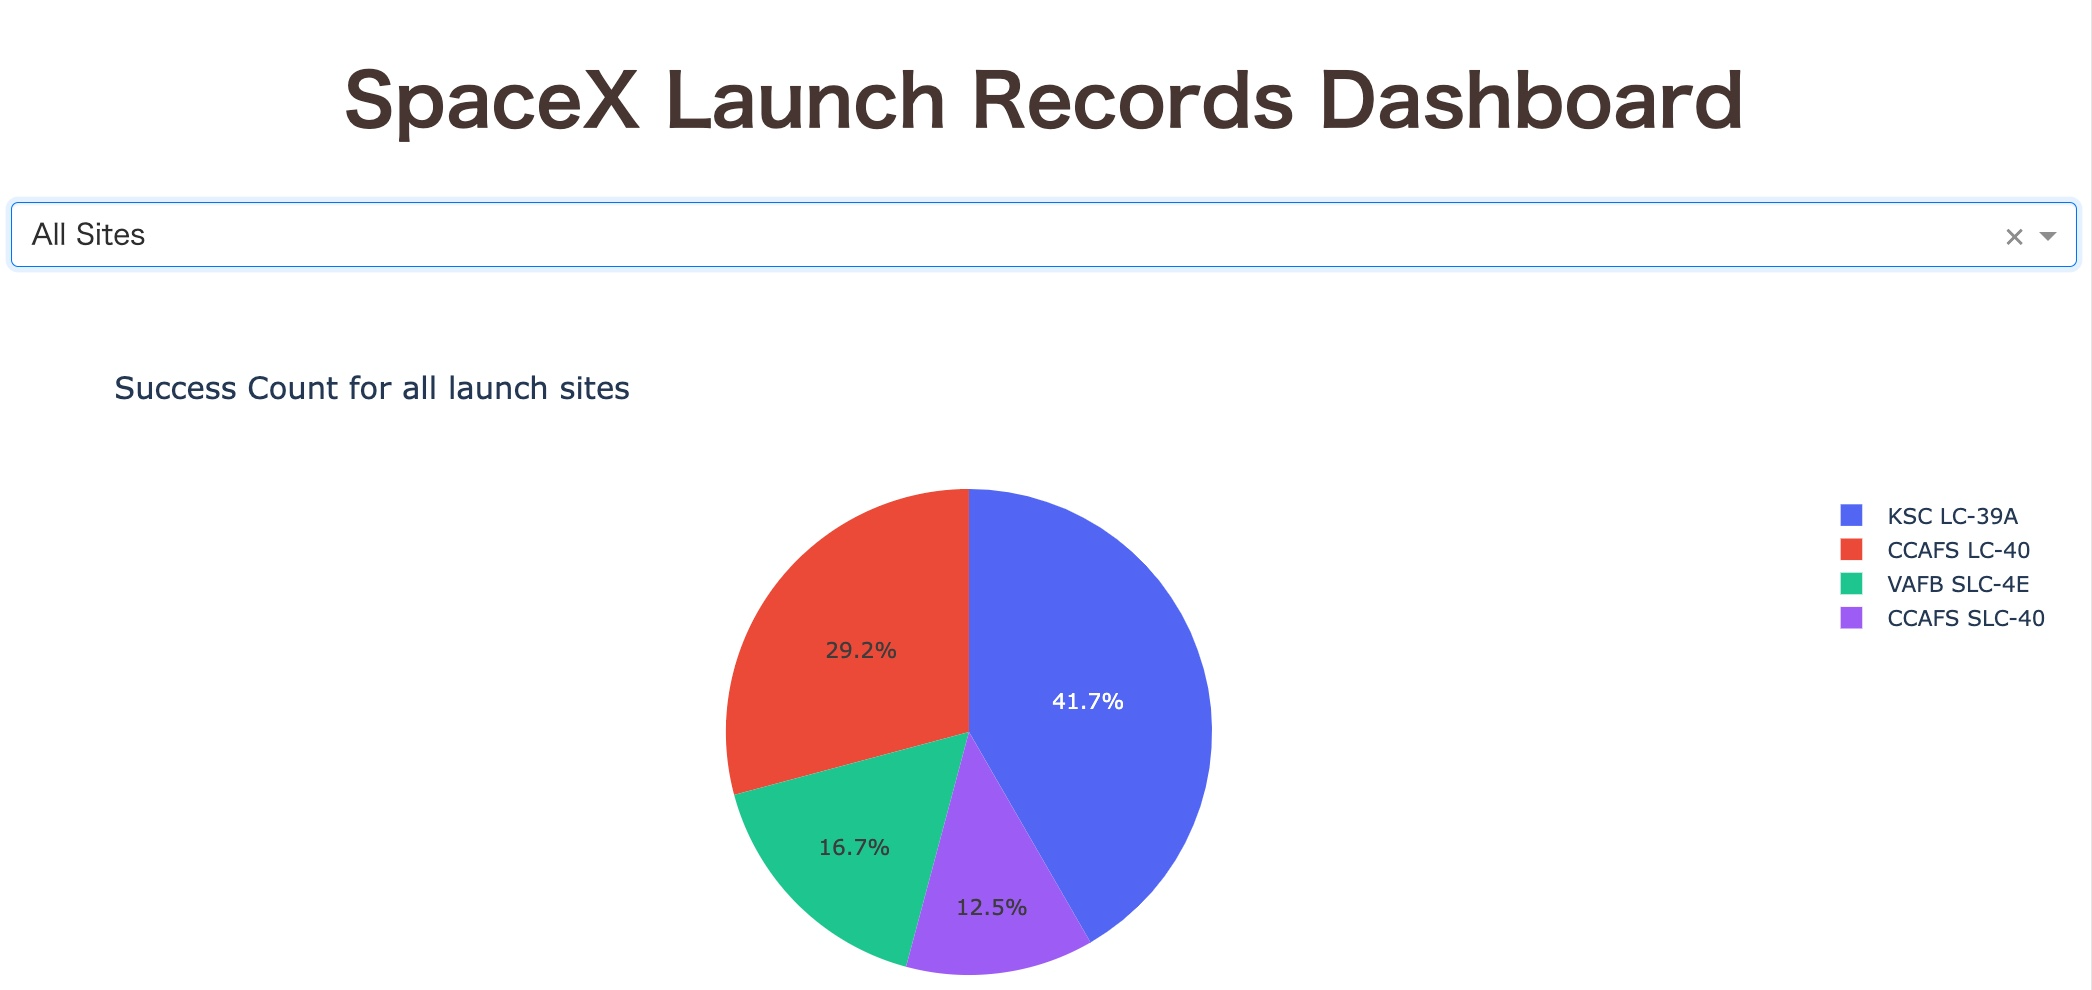 SpaceX Launch Records Dashboard
All Sites
Success Count for all launch sites
KSC LC-39A
CCAFS LC-40
VAFB SLC-4E
CCAFS SLC-40
29.2%
41.7%
16.7%
12.5%